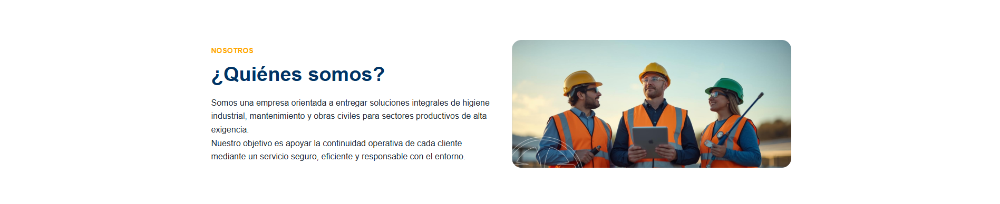 NOSOTROS
¿Quiénes somos?
Somos una empresa orientada a entregar soluciones integrales de higiene
industrial, mantenimiento y obras civiles para sectores productivos de alta
exigencia.
Nuestro objetivo es apoyar la continuidad operativa de cada cliente
mediante un servicio seguro, eficiente y responsable con el entorno.